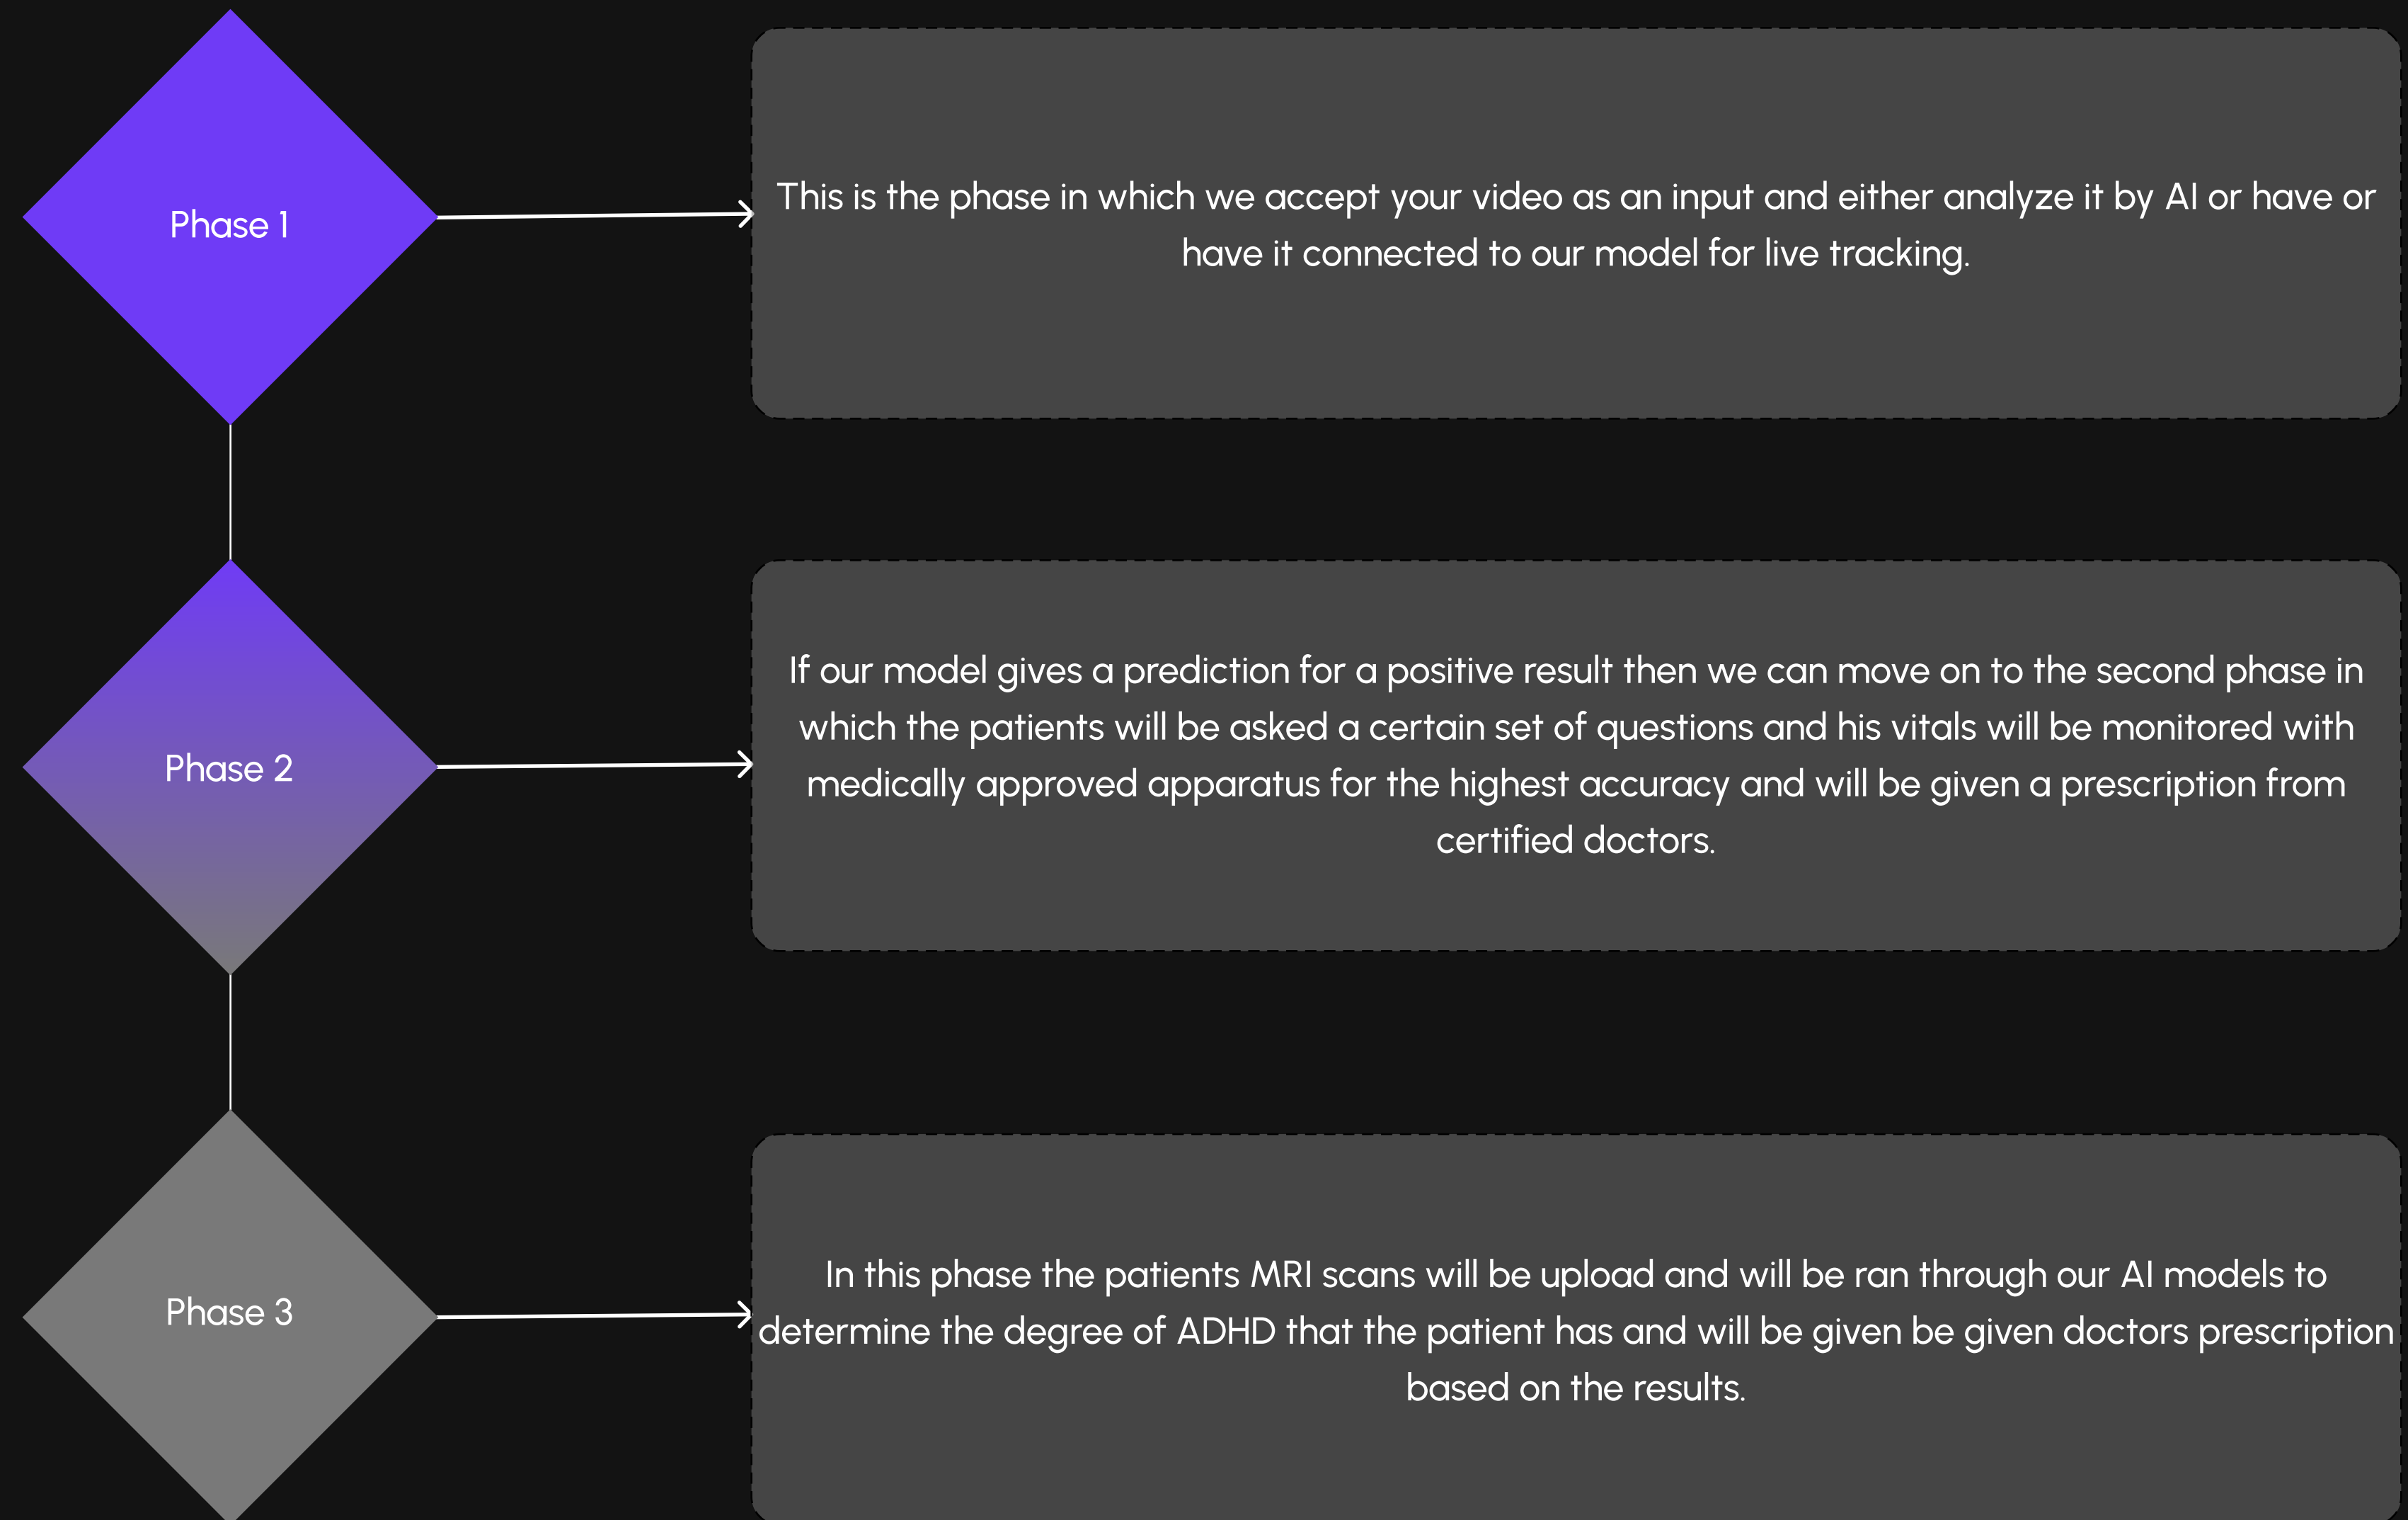 Phase 1
This is the phase in which we accept your video as an input and either analyze it by AI or have or
have it connected to our model for live tracking.
Phase 2
If our model gives a prediction for a positive result then we can move on to the second phase in
which the patients will be asked a certain set of questions and his vitals will be monitored with
medically approved apparatus for the highest accuracy and will be given a prescription from
certified doctors.
Phase 3
In this phase the patients MRI scans will be upload and will be ran through our AI models to
determine the degree of ADHD that the patient has and will be given be given doctors prescription
based on the results.